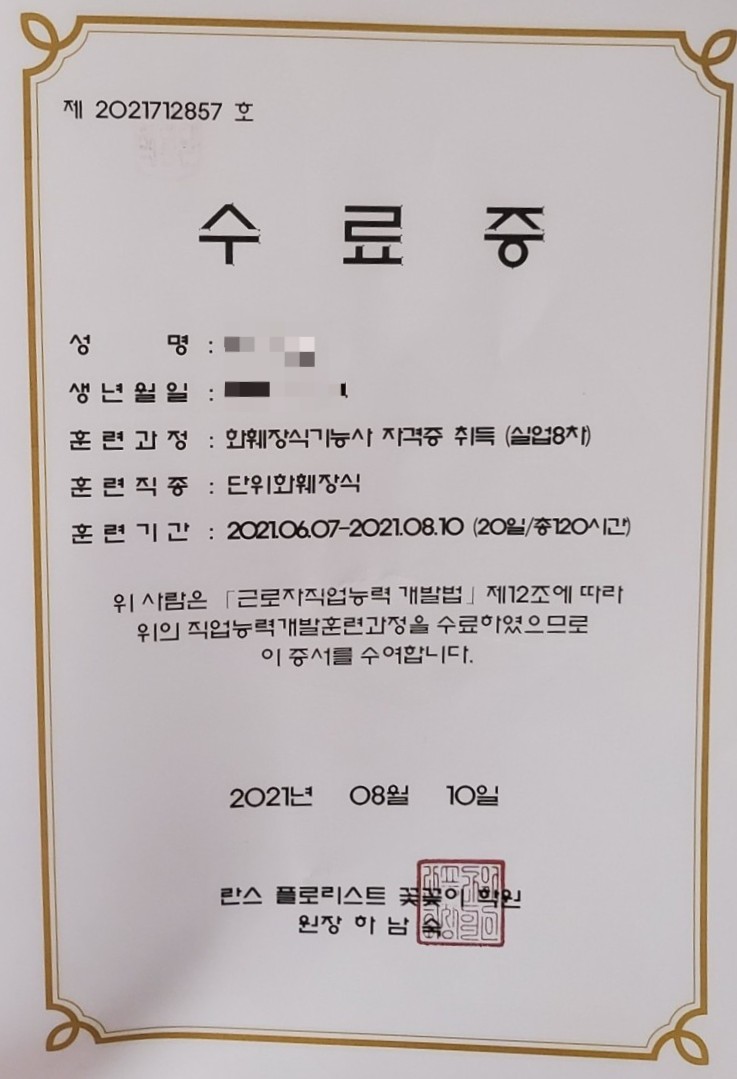 제 2021712857 호
수 료 증
성 명 :
생 년 월 일 :
훈 련 과 정 : 화훼장식기능사 자격증 취득 (실업8차)
훈 련 직 종 : 단위화훼장식
훈 련 기 간 : 2021.06.07-2021.08.10 (20일/총120시간)
위 사람은 「근로자직업능력 개발법」 제12조에 따라
위의 직업능력개발훈련과정을 수료하였으므로
이 증서를 수여합니다.
2021년 08월 10일
란스 플로리스트 꽃꽂이 학원
원장 하 남 숙